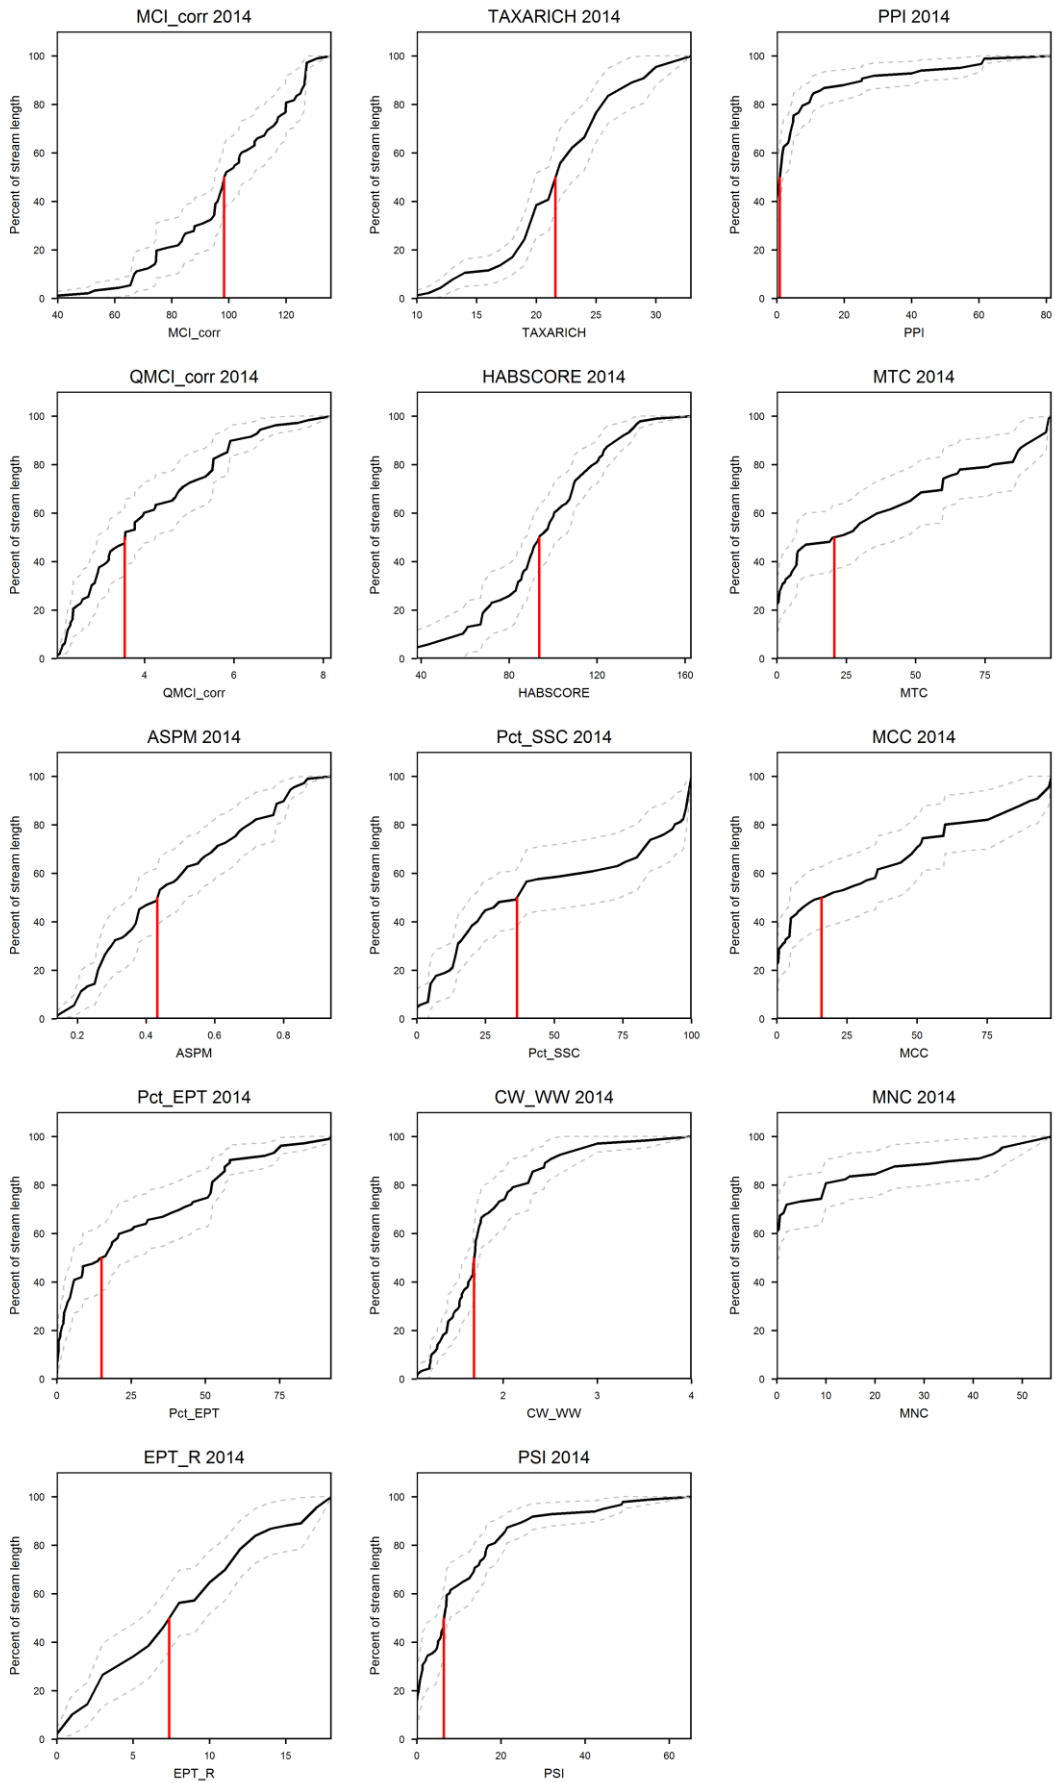 MCI_corr 2014
Percent of stream length
100
80
60
40
20
0
40 60 80 100 120
MCI_corr
TAXARICH 2014
Percent of stream length
100
80
60
40
20
0
10 15 20 25 30
TAXARICH
PPI 2014
Percent of stream length
100
80
60
40
20
0
0 20 40 60 80
PPI
QMCI_corr 2014
Percent of stream length
100
80
60
40
20
0
4 6 8
QMCI_corr
HABSCORE 2014
Percent of stream length
100
80
60
40
20
0
40 80 120 160
HABSCORE
MTC 2014
Percent of stream length
100
80
60
40
20
0
0 25 50 75
MTC
ASPM 2014
Percent of stream length
100
80
60
40
20
0
0.2 0.4 0.6 0.8
ASPM
Pct_SSC 2014
Percent of stream length
100
80
60
40
20
0
0 25 50 75 100
Pct_SSC
MCC 2014
Percent of stream length
100
80
60
40
20
0
0 25 50 75
MCC
Pct_EPT 2014
Percent of stream length
100
80
60
40
20
0
0 25 50 75
Pct_EPT
CW_WW 2014
Percent of stream length
100
80
60
40
20
0
2 3 4
CW_WW
MNC 2014
Percent of stream length
100
80
60
40
20
0
0 10 20 30 40 50
MNC
EPT_R 2014
Percent of stream length
100
80
60
40
20
0
0 5 10 15
EPT_R
PSI 2014
Percent of stream length
100
80
60
40
20
0
0 20 40 60
PSI